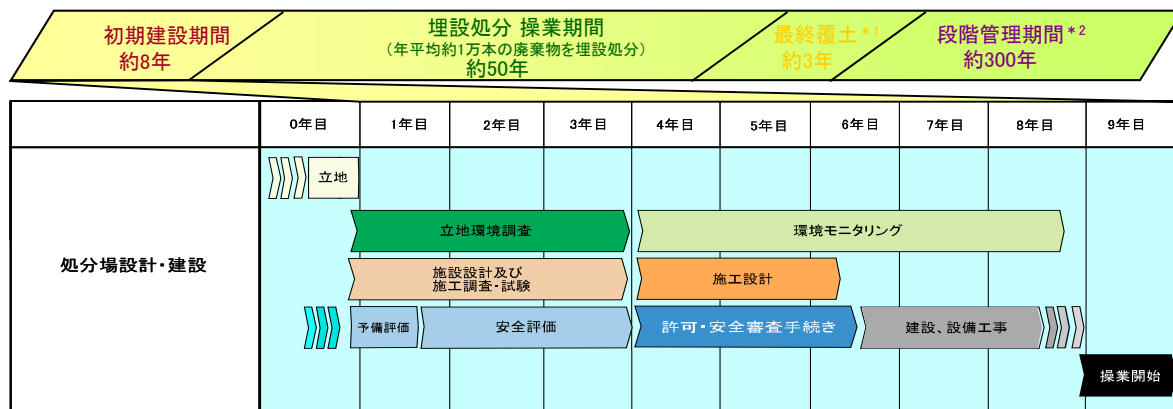 初期建設期間
約8年
埋設処分 操業期間
(年平均約1万本の廃棄物を埋設処分)
約50年
最終覆土*1
約3年
段階管理期間*2
約300年
0年目 1年目 2年目 3年目 4年目 5年目 6年目 7年目 8年目 9年目
処分場設計・建設
立地
立地環境調査
環境モニタリング
施設設計及び
施工調査・試験
施工設計
予備評価
安全評価
許可・安全審査手続き
建設、設備工事
操業開始